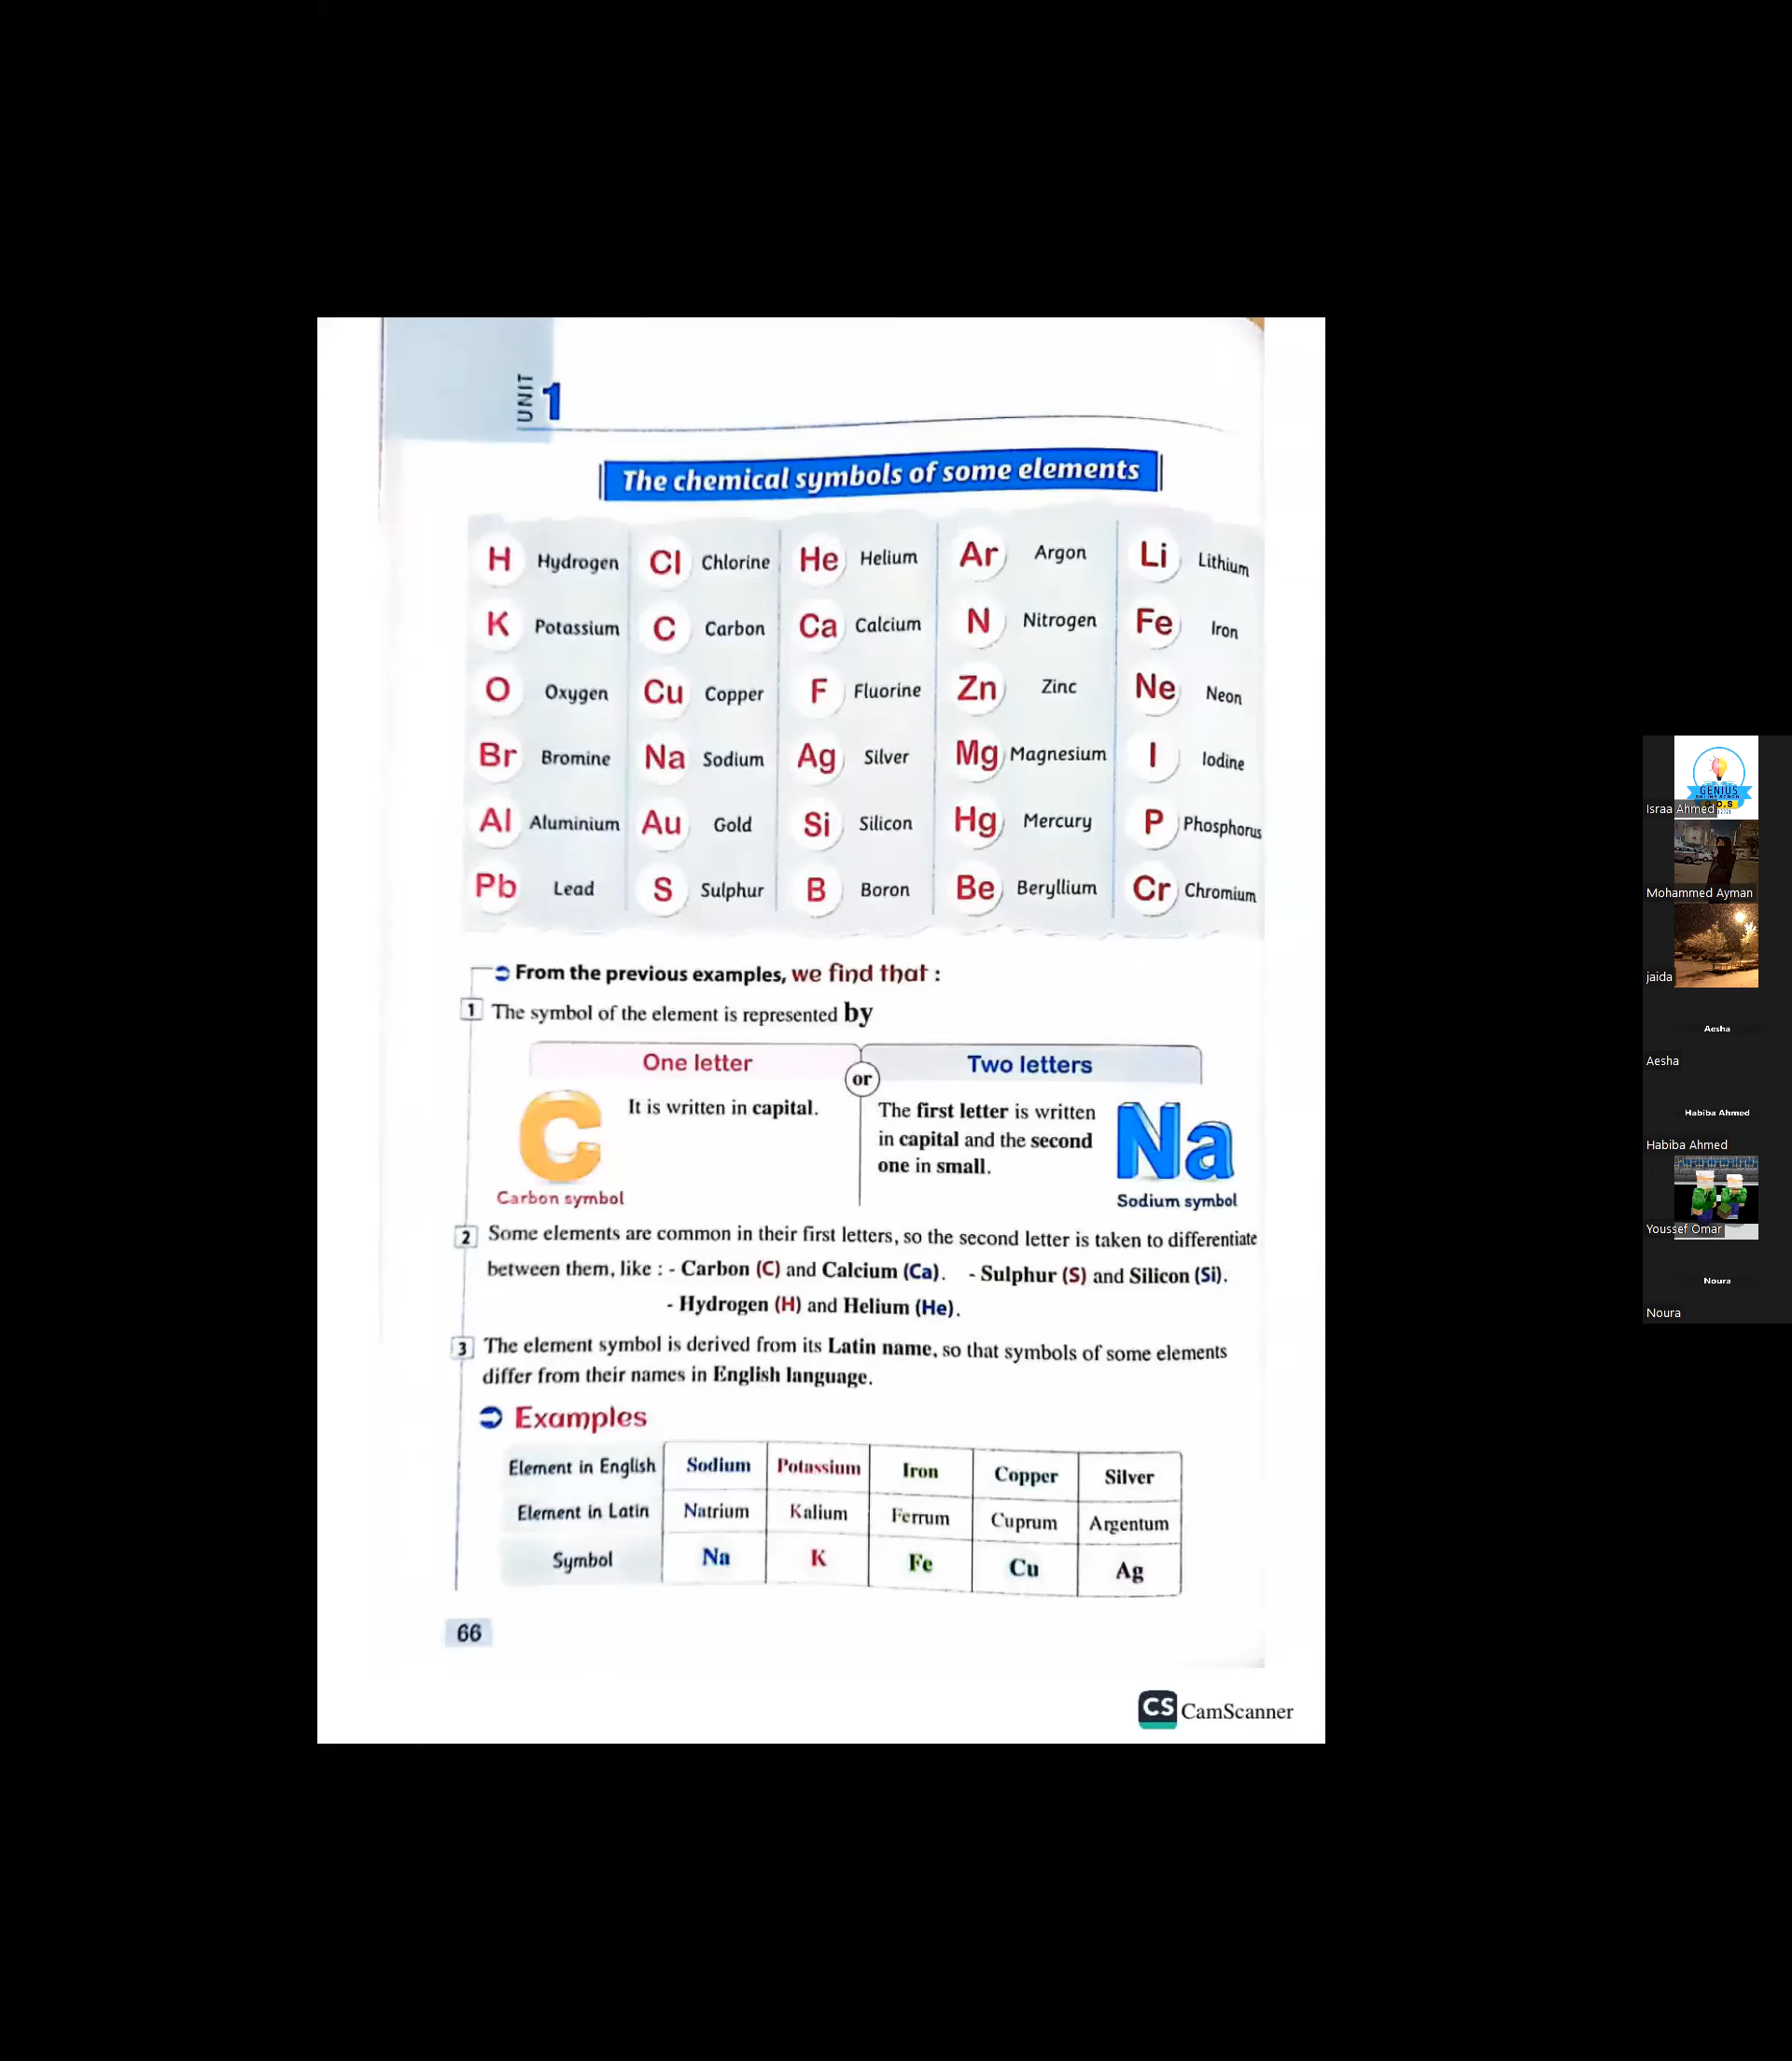 UNIT 1
The chemical symbols of some elements
H Hydrogen Cl Chlorine He Helium Ar Argon Li Lithium
K Potassium C Carbon Ca Calcium N Nitrogen Fe Iron
O Oxygen Cu Copper F Fluorine Zn Zinc Ne Neon
Br Bromine Na Sodium Ag Silver Mg Magnesium I Iodine
Al Aluminium Au Gold Si Silicon Hg Mercury P Phosphorus
Pb Lead S Sulphur B Boron Be Beryllium Cr Chromium
From the previous examples, we find that :
1 The symbol of the element is represented by
One letter or Two letters
C
It is written in capital.
Carbon symbol
The first letter is written
in capital and the second
one in small.
Na
Sodium symbol
2 Some elements are common in their first letters, so the second letter is taken to differentiate
between them, like : - Carbon (C) and Calcium (Ca). - Sulphur (S) and Silicon (Si).
- Hydrogen (H) and Helium (He).
3 The element symbol is derived from its Latin name, so that symbols of some elements
differ from their names in English language.
Examples
Element in English Sodium Potassium Iron Copper Silver
Element in Latin Natrium Kalium Ferrum Cuprum Argentum
Symbol Na K Fe Cu Ag
66
CS CamScanner
GENIUS
G.O.S
Israa Ahmed
Mohammed Ayman
jaida
Aesha
Aesha
Habiba Ahmed
Habiba Ahmed
Youssef Omar
Noura
Noura